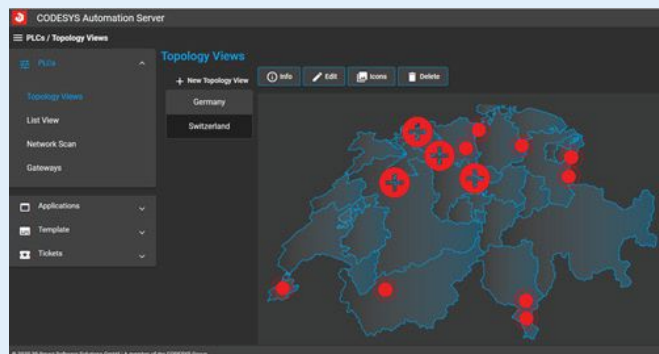 CODESYS Automation Server
PLCs / Topology Views
PLCs
Topology Views
List View
Network Scan
Gateways
Applications
Template
Tickets
Topology Views
+ New Topology View
Germany
Switzerland
Info
Edit
Icons
Delete